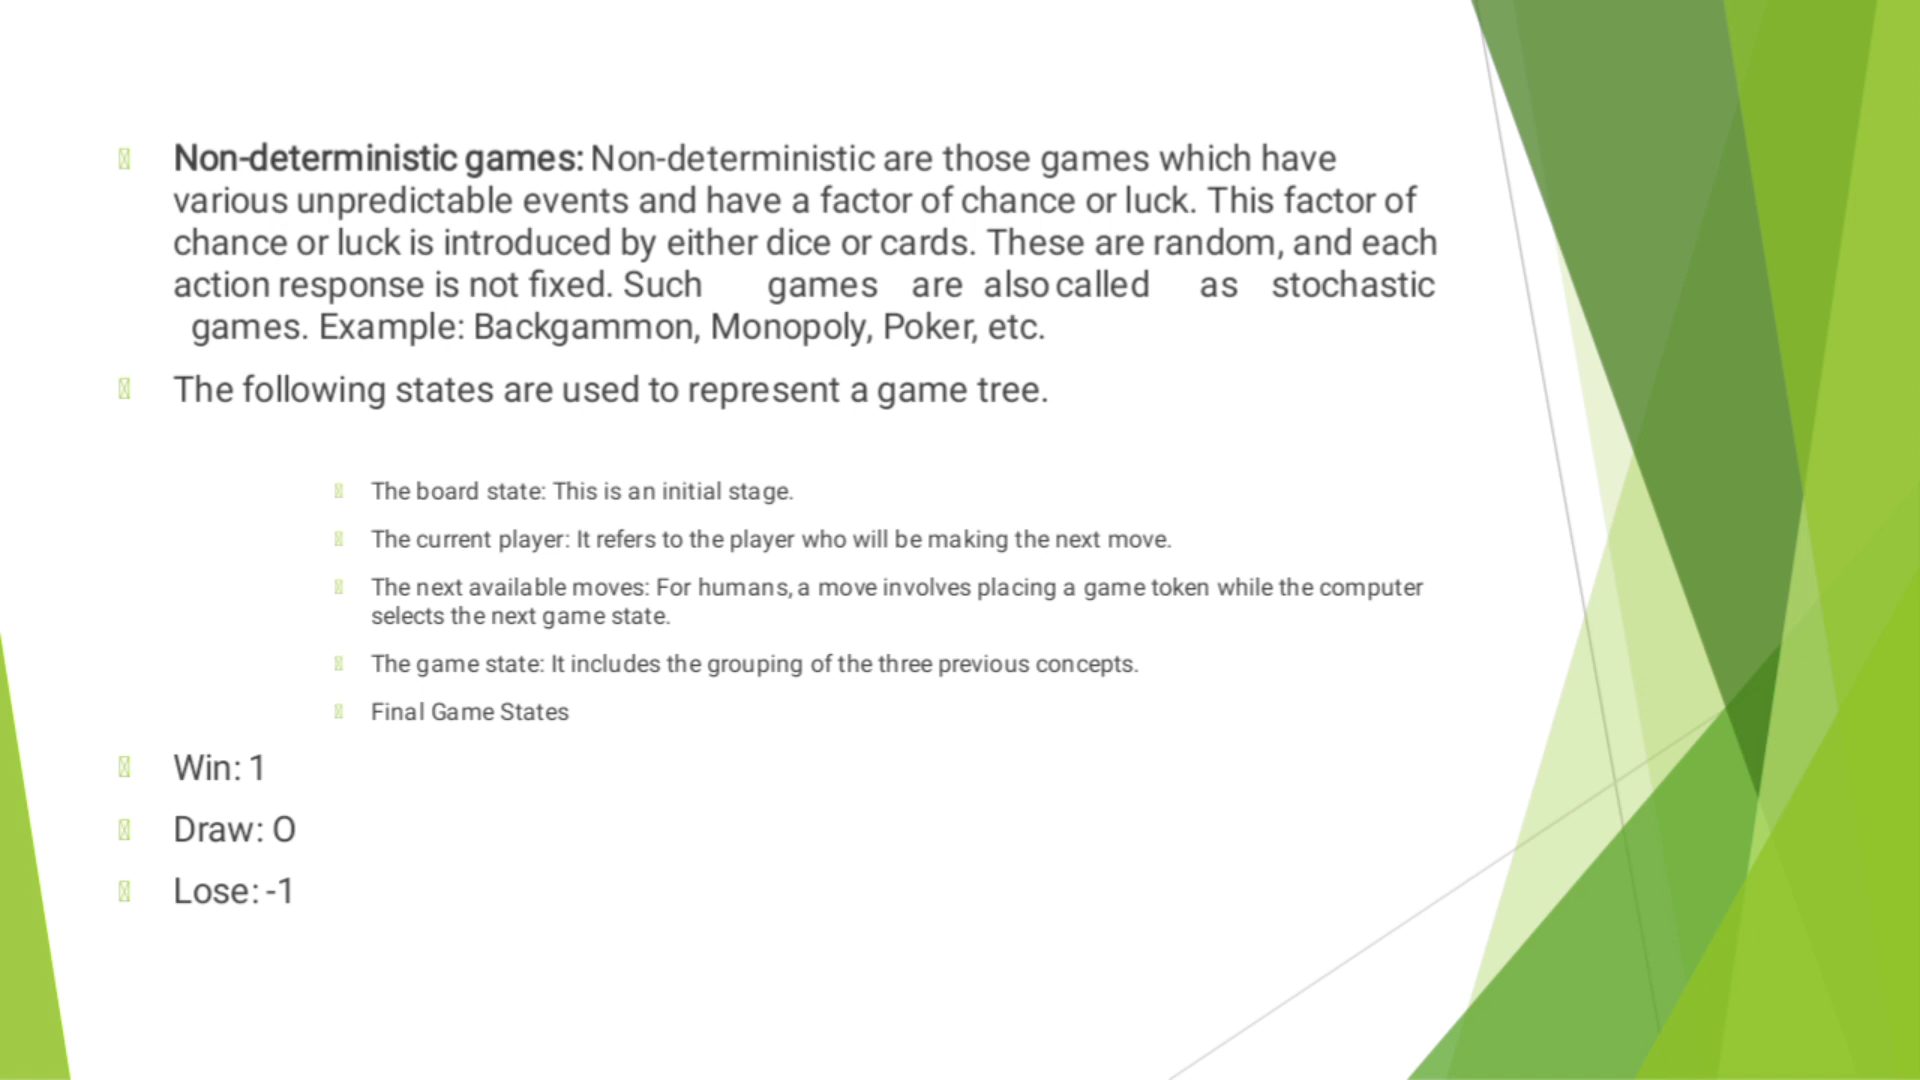 Non-deterministic games: Non-deterministic are those games which have
various unpredictable events and have a factor of chance or luck. This factor of
chance or luck is introduced by either dice or cards. These are random, and each
action response is not fixed. Such games are also called as stochastic
games. Example: Backgammon, Monopoly, Poker, etc.
The following states are used to represent a game tree.
The board state: This is an initial stage.
The current player: It refers to the player who will be making the next move.
The next available moves: For humans, a move involves placing a game token while the computer
selects the next game state.
The game state: It includes the grouping of the three previous concepts.
Final Game States
Win: 1
Draw: O
Lose: -1